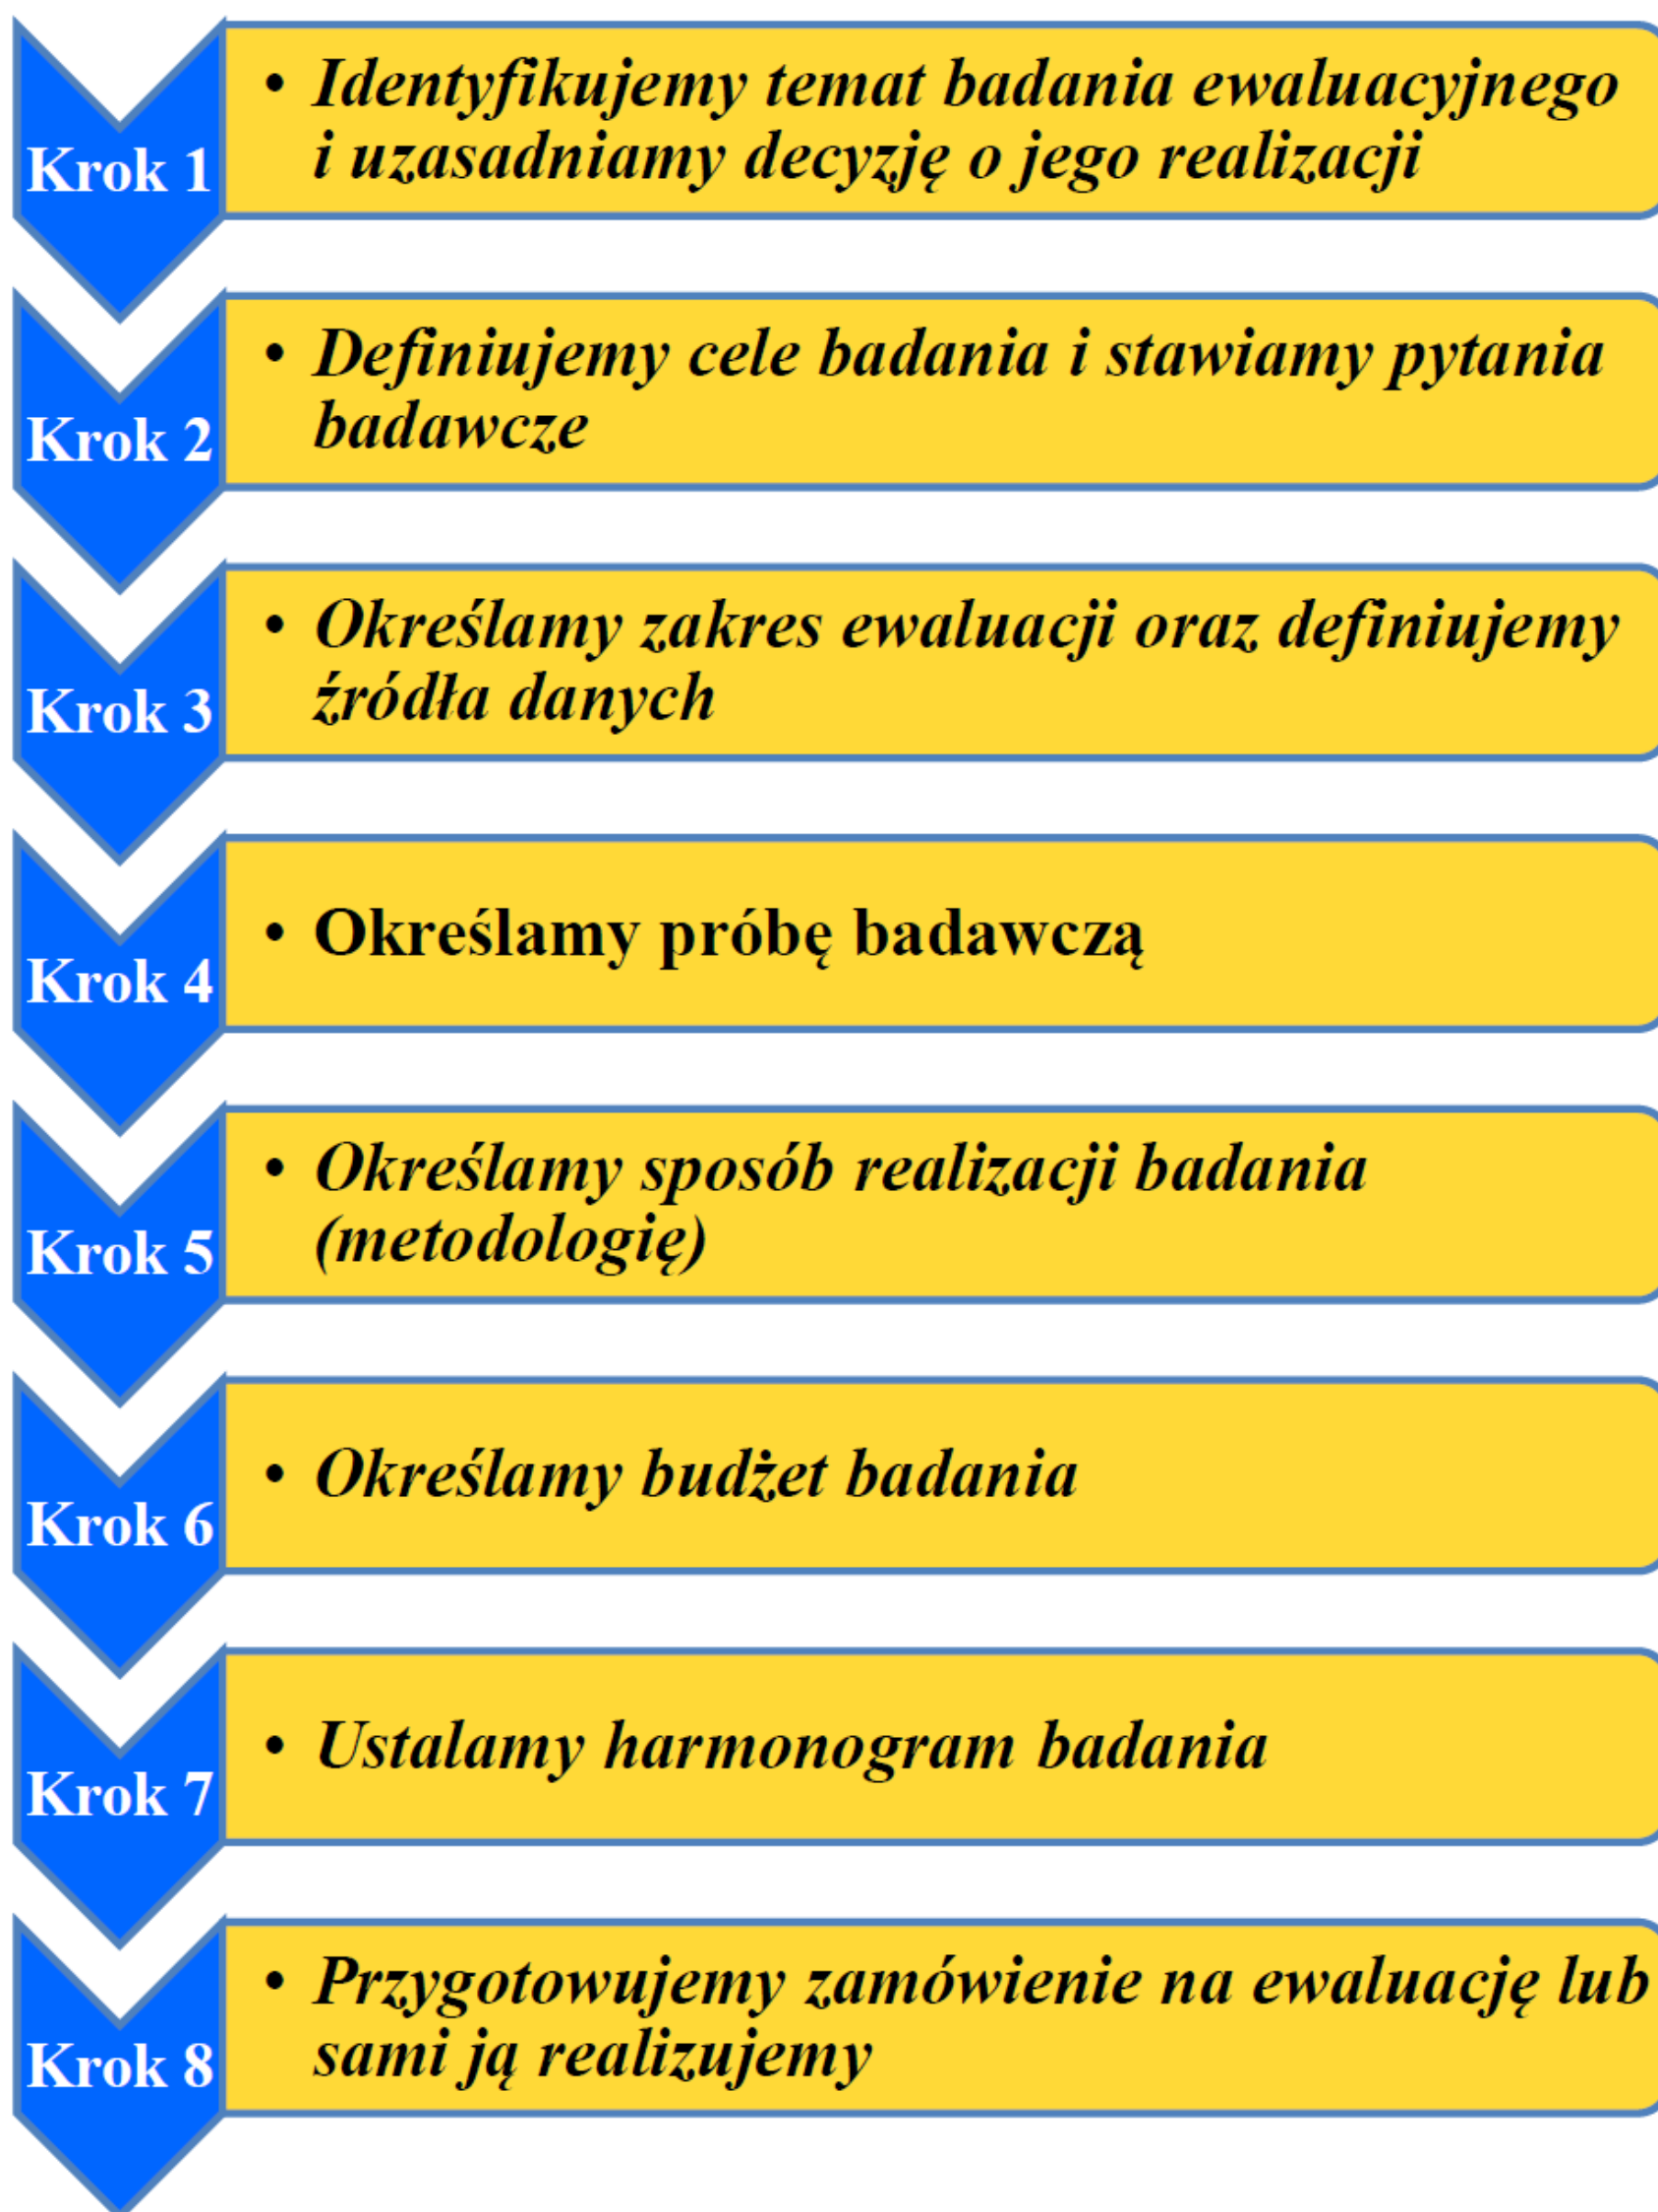 Krok 1
• Identyfikujemy temat badania ewaluacyjnego
i uzasadniamy decyzję o jego realizacji
Krok 2
• Definiujemy cele badania i stawiamy pytania
badawcze
Krok 3
• Określamy zakres ewaluacji oraz definiujemy
źródła danych
Krok 4
• Określamy próbę badawczą
Krok 5
• Określamy sposób realizacji badania
(metodologię)
Krok 6
• Określamy budżet badania
Krok 7
• Ustalamy harmonogram badania
Krok 8
• Przygotowujemy zamówienie na ewaluację lub
sami ją realizujemy